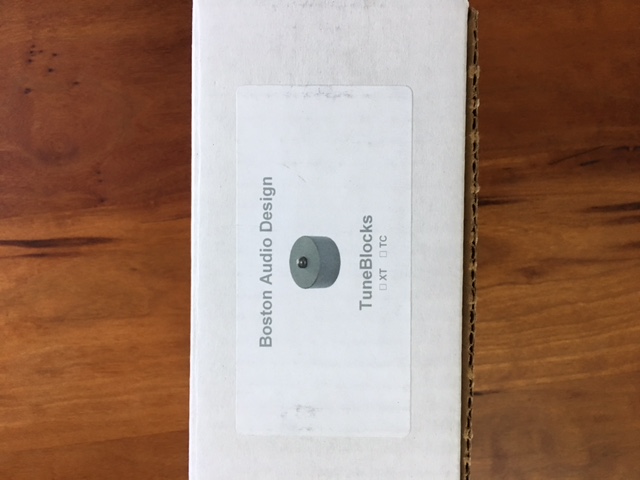 Boston Audio Design
TuneBlocks
□ XT □ TC